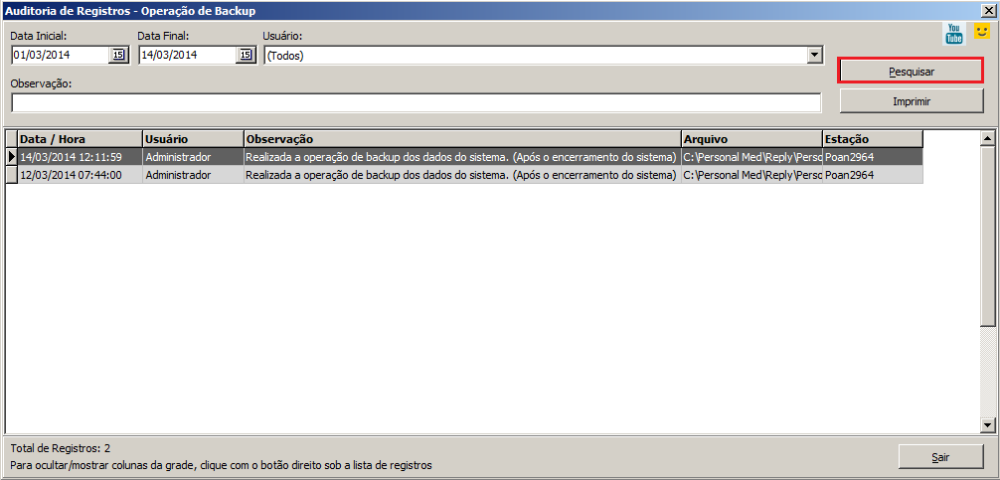 Auditoria de Registros - Operação de Backup
Data Inicial: Data Final: Usuário:
01/03/2014 15 14/03/2014 15 (Todos)
You Tube
Pesquisar
Observação:
Imprimir
Data / Hora Usuário Observação Arquivo Estação
14/03/2014 12:11:59 Administrador Realizada a operação de backup dos dados do sistema. (Após o encerramento do sistema) C:\Personal Med\Reply\Perso Poan2964
12/03/2014 07:44:00 Administrador Realizada a operação de backup dos dados do sistema. (Após o encerramento do sistema) C:\Personal Med\Reply\Perso Poan2964
Total de Registros: 2
Para ocultar/mostrar colunas da grade, clique com o botão direito sob a lista de registros
Sair